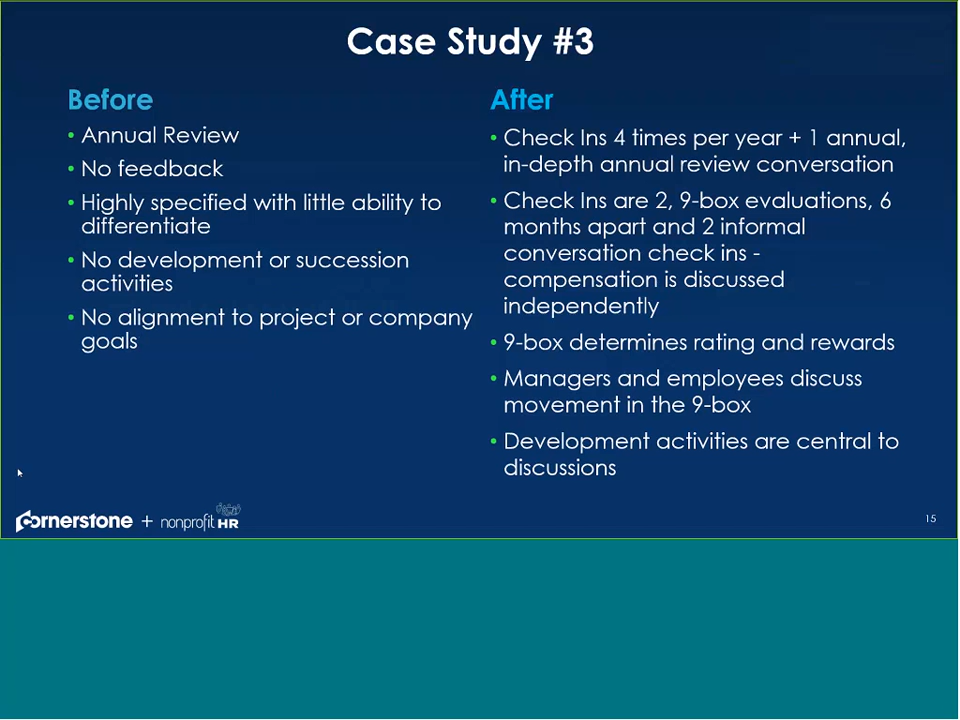 Case Study #3
Before
• Annual Review
• No feedback
• Highly specified with little ability to
differentiate
• No development or succession
activities
• No alignment to project or company
goals
After
• Check Ins 4 times per year + 1 annual,
in-depth annual review conversation
• Check Ins are 2, 9-box evaluations, 6
months apart and 2 informal
conversation check ins -
compensation is discussed
independently
• 9-box determines rating and rewards
• Managers and employees discuss
movement in the 9-box
• Development activities are central to
discussions
cornerstone + nonprofit HR
15